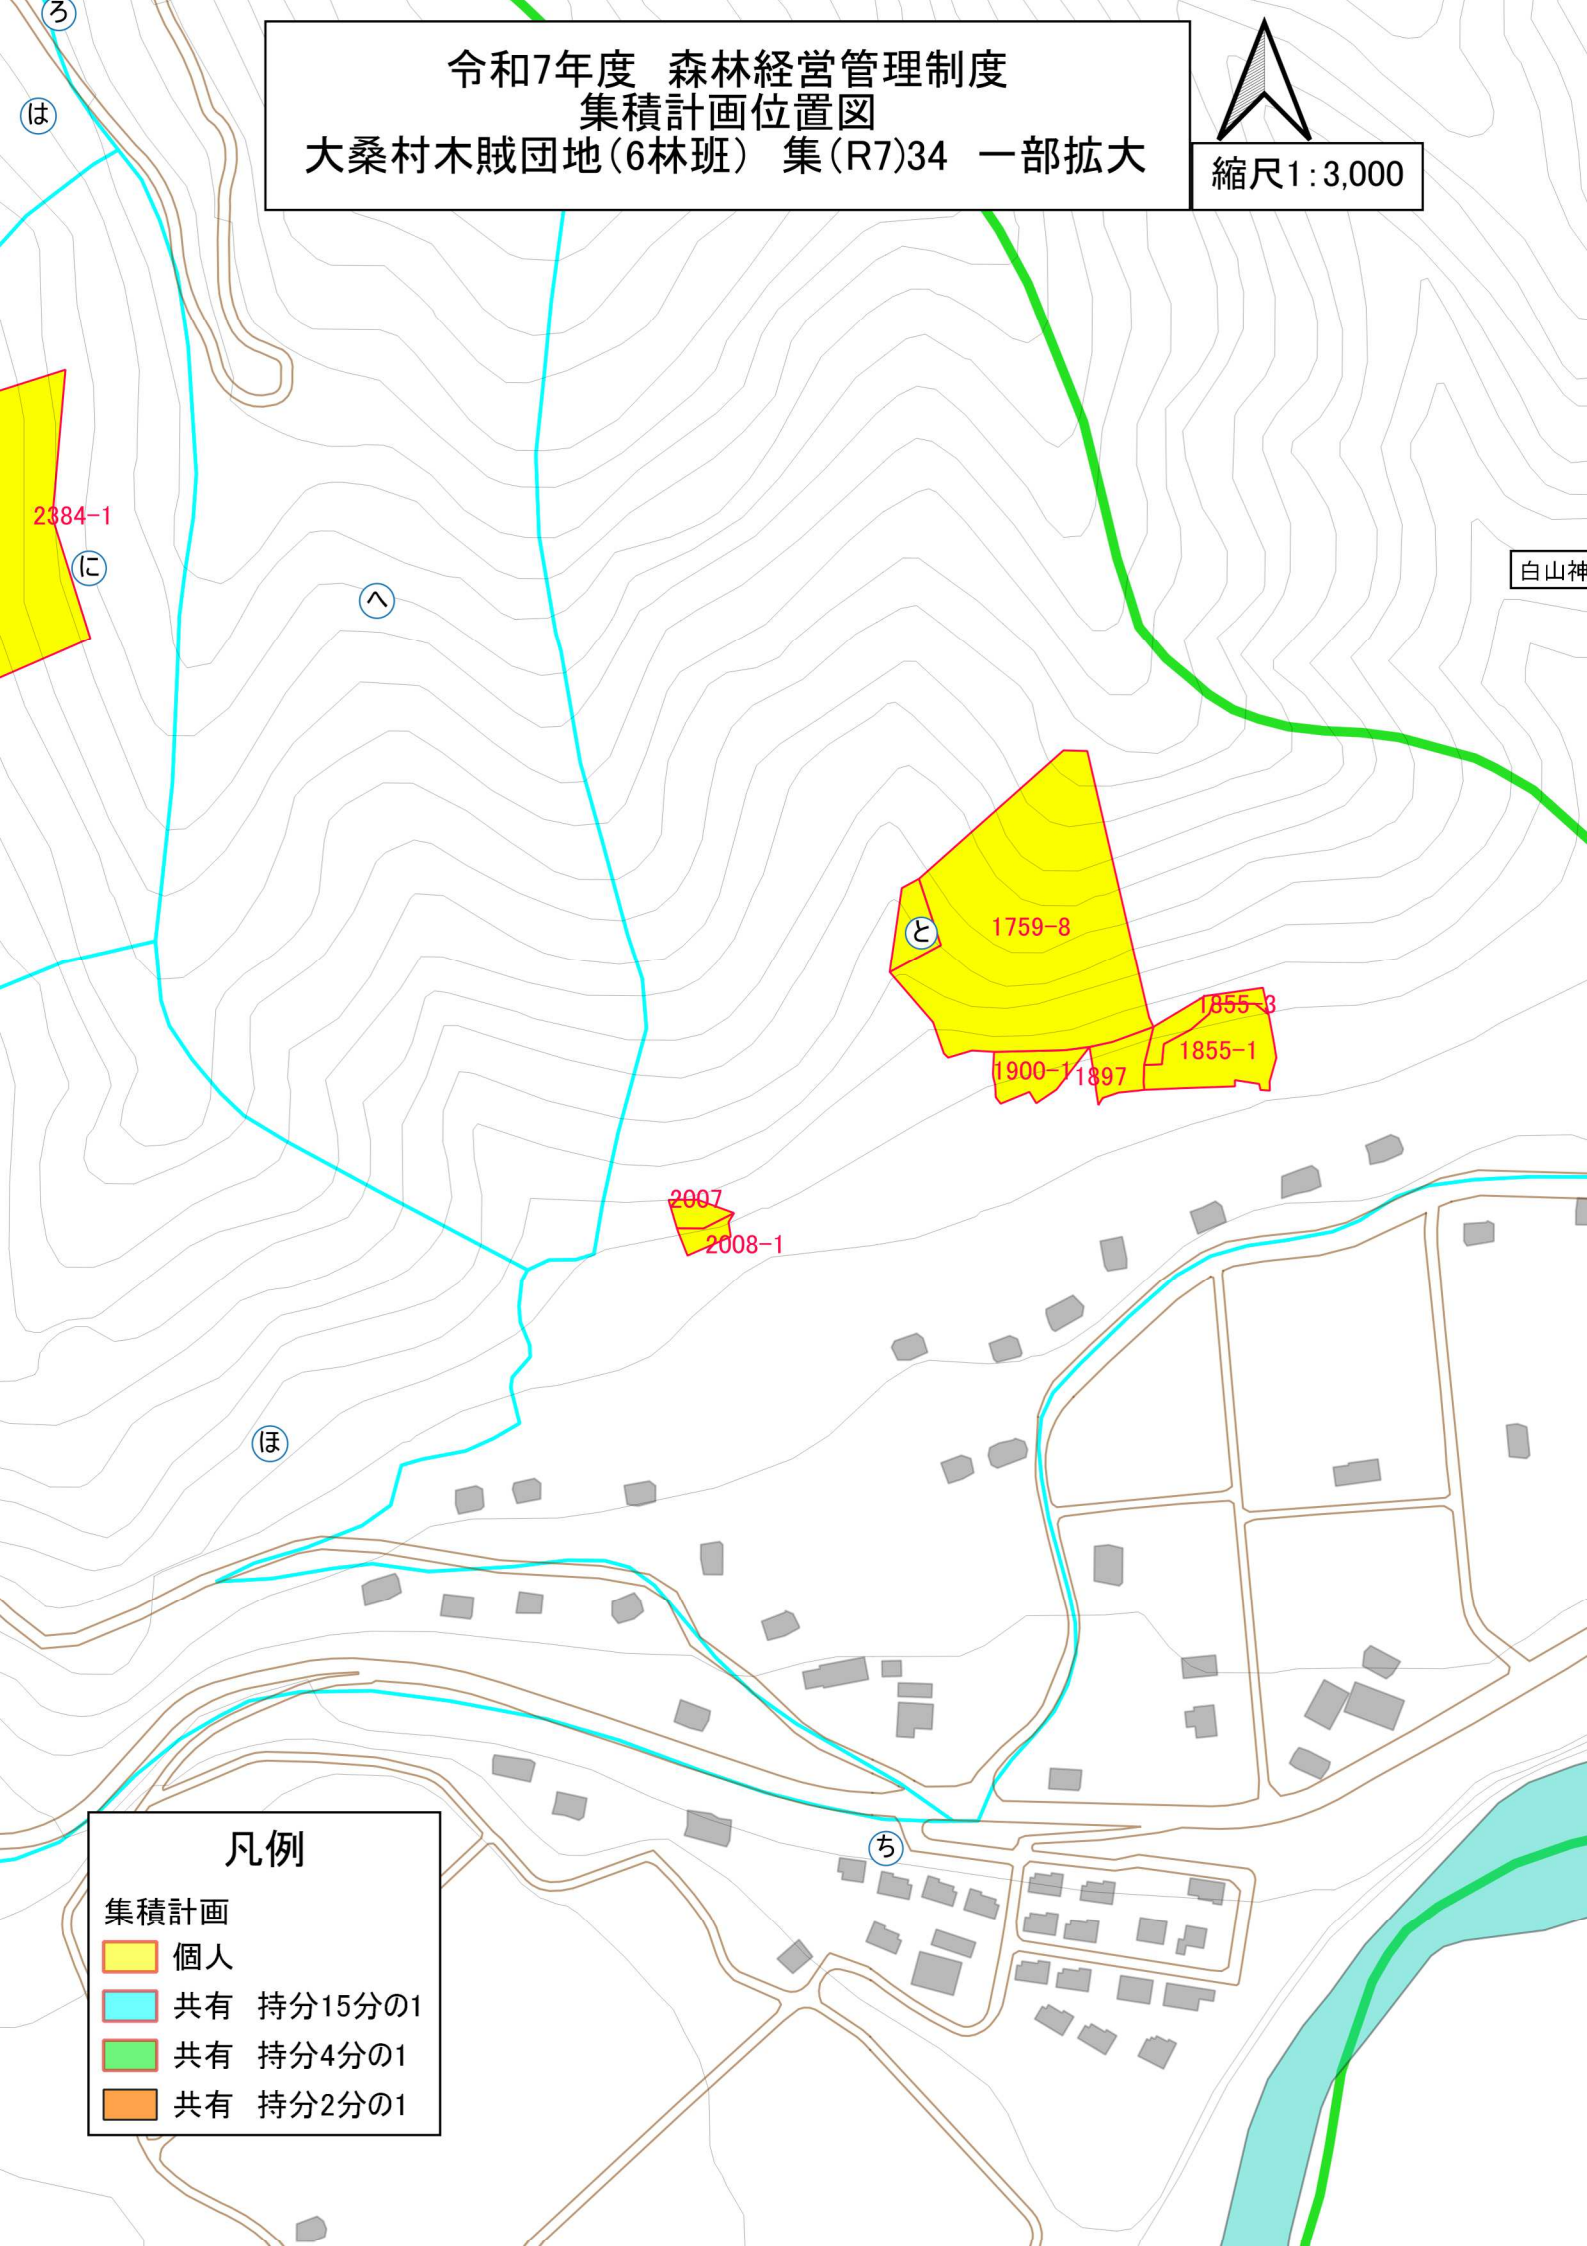 令和7年度　森林経営管理制度
集積計画位置図
大桑村木賊団地(6林班)　集(R7)34　一部拡大
縮尺1:3,000
ろ
は
2384-1
に
へ
白山神
と
1759-8
1855-3
1855-1
1900-1
1897
2007
2008-1
ほ
ち
凡例
集積計画
個人
共有　持分15分の1
共有　持分4分の1
共有　持分2分の1